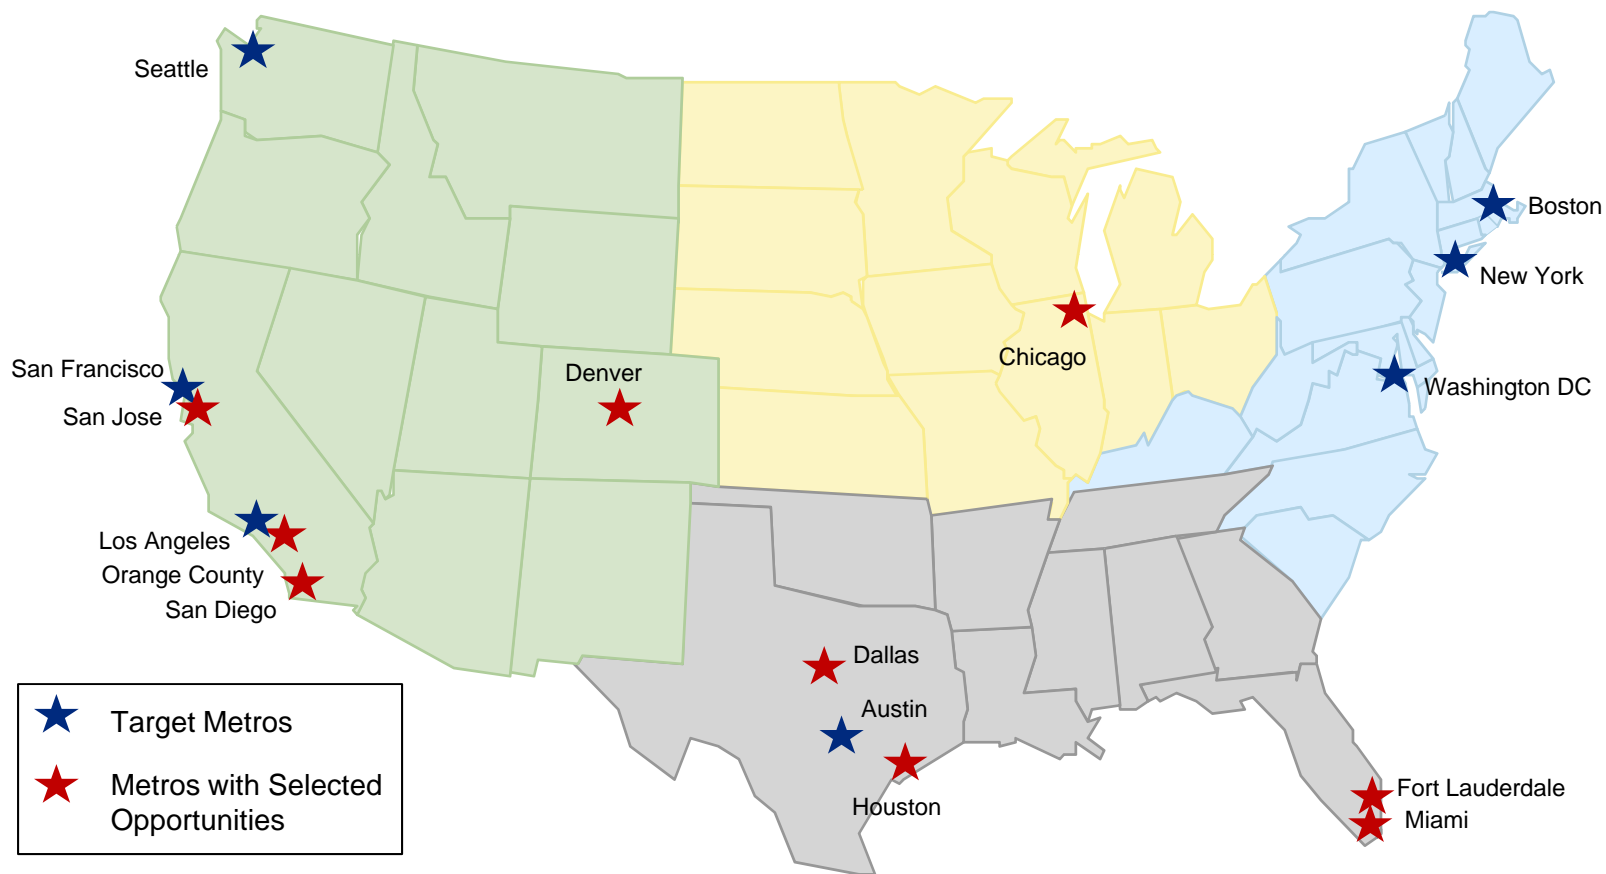 Seattle
Boston
New York
San Francisco
San Jose
Denver
Chicago
Washington DC
Los Angeles
Orange County
San Diego
Dallas
Austin
Houston
Fort Lauderdale
Miami
Target Metros
Metros with Selected
Opportunities